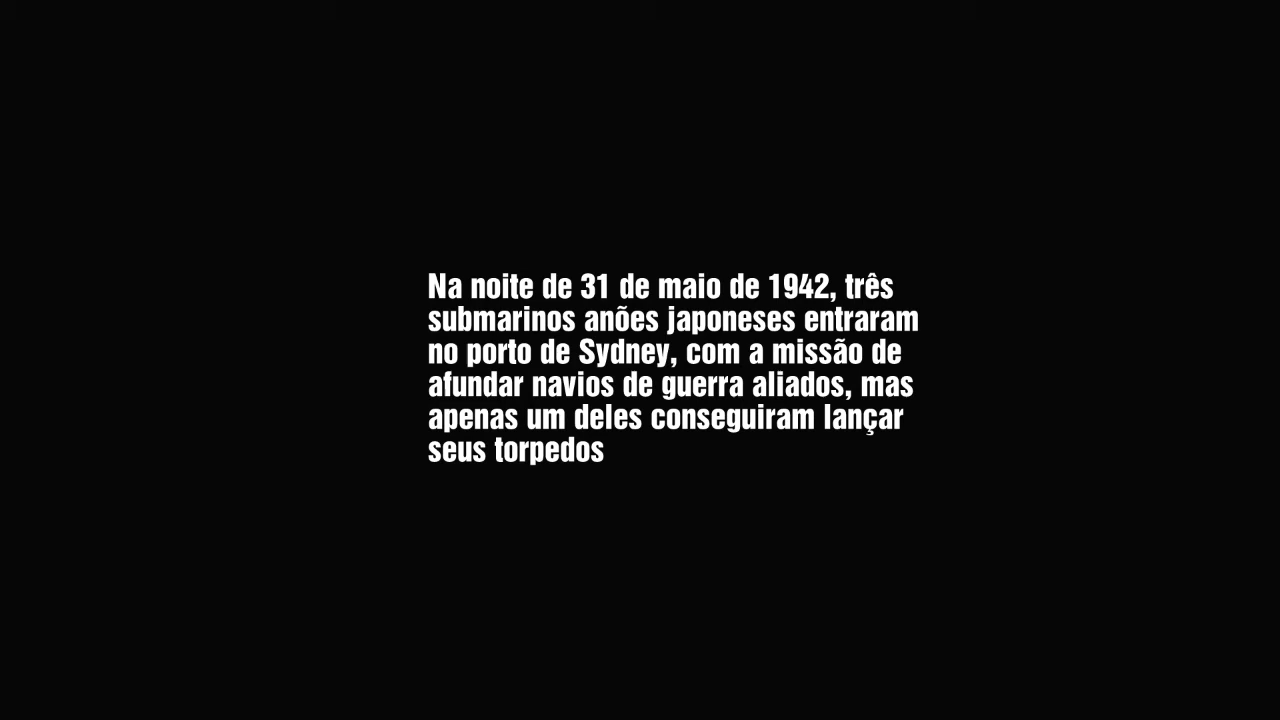 Na noite de 31 de maio de 1942, três
submarinos anões japoneses entraram
no porto de Sydney, com a missão de
afundar navios de guerra aliados, mas
apenas um deles conseguiram lançar
seus torpedos